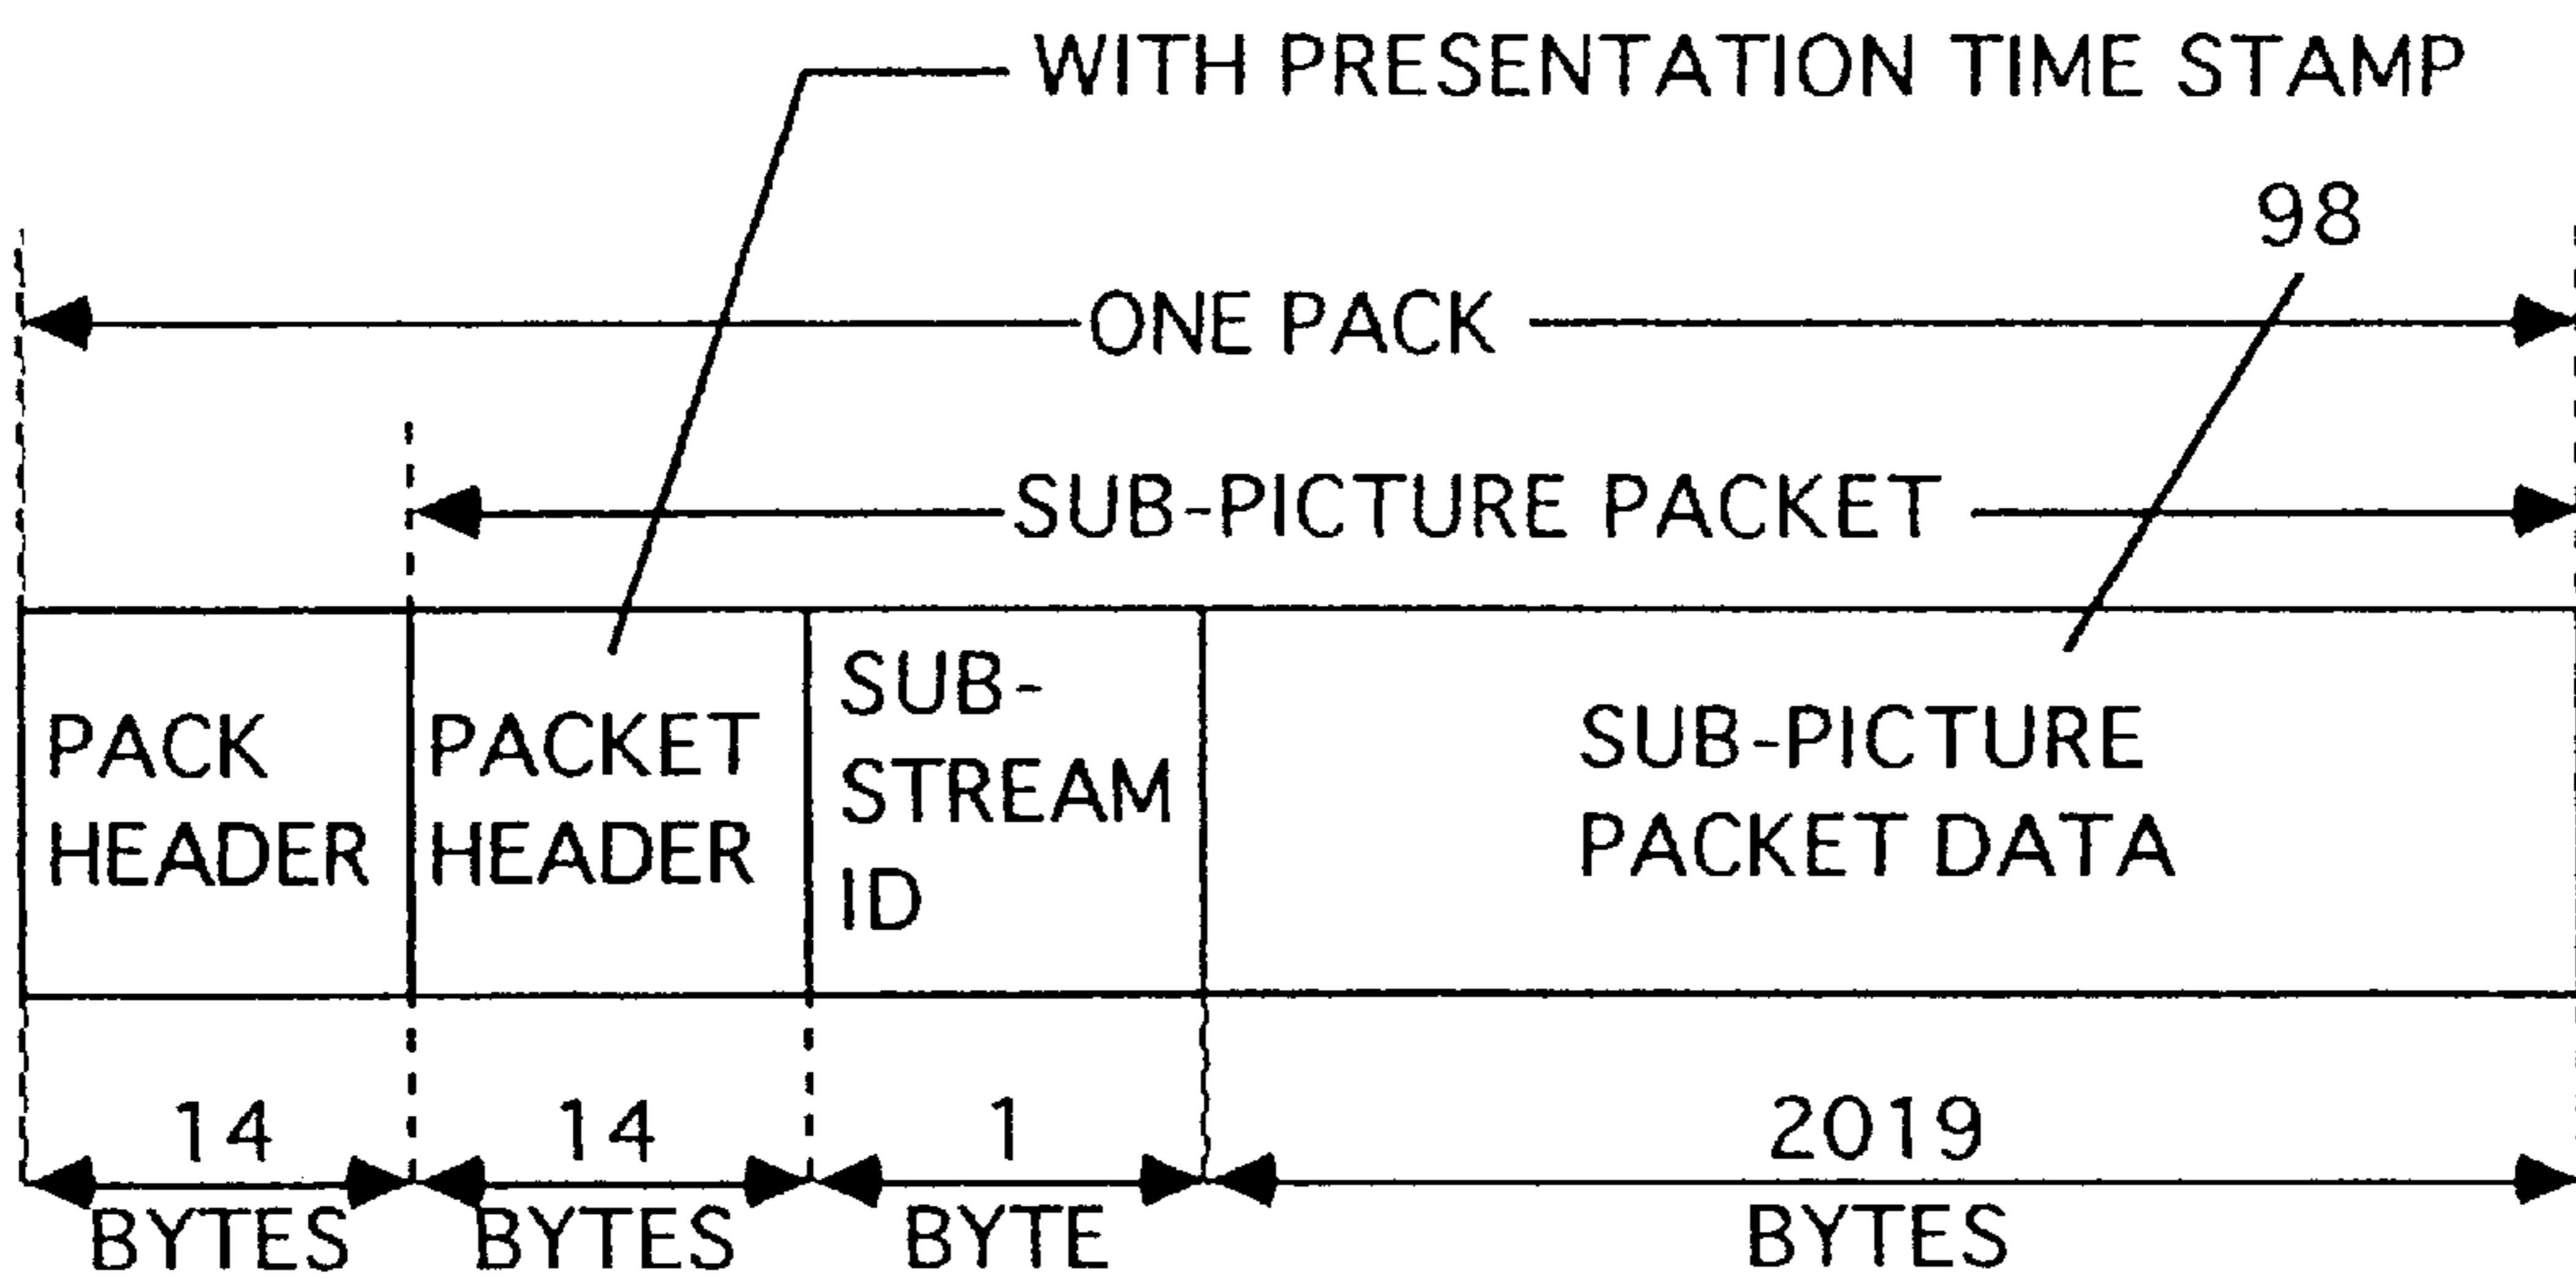 WITH PRESENTATION TIME STAMP
98
ONE PACK
SUB-PICTURE PACKET
PACK
HEADER
PACKET
HEADER
SUB-
STREAM
ID
SUB-PICTURE
PACKET DATA
14
BYTES
14
BYTES
1
BYTE
2019
BYTES